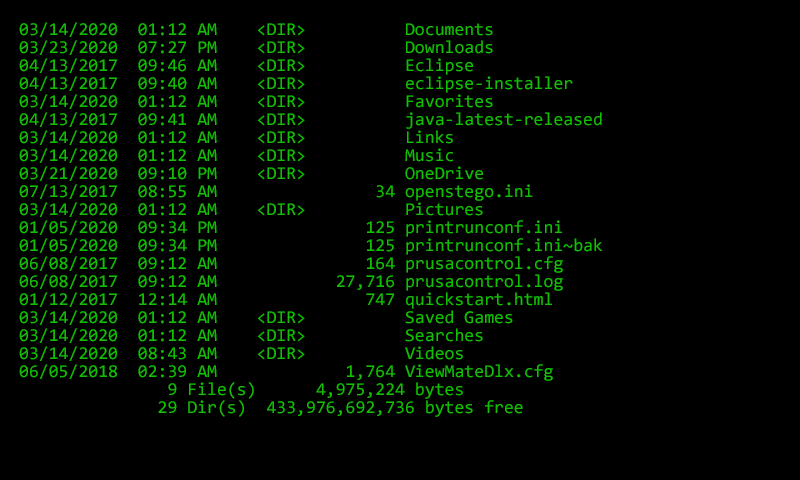 03/14/2020  01:12 AM    <DIR>          Documents
03/23/2020  07:27 PM    <DIR>          Downloads
04/13/2017  09:46 AM    <DIR>          Eclipse
04/13/2017  09:40 AM    <DIR>          eclipse-installer
03/14/2020  01:12 AM    <DIR>          Favorites
04/13/2017  09:41 AM    <DIR>          java-latest-released
03/14/2020  01:12 AM    <DIR>          Links
03/14/2020  01:12 AM    <DIR>          Music
03/21/2020  09:10 PM    <DIR>          OneDrive
07/13/2017  08:55 AM                34 openstego.ini
03/14/2020  01:12 AM    <DIR>          Pictures
01/05/2020  09:34 PM               125 printrunconf.ini
01/05/2020  09:34 PM               125 printrunconf.ini~bak
06/08/2017  09:12 AM               164 prusacontrol.cfg
06/08/2017  09:12 AM            27,716 prusacontrol.log
01/12/2017  12:14 AM               747 quickstart.html
03/14/2020  01:12 AM    <DIR>          Saved Games
03/14/2020  01:12 AM    <DIR>          Searches
03/14/2020  08:43 AM    <DIR>          Videos
06/05/2018  02:39 AM             1,764 ViewMateDlx.cfg
               9 File(s)      4,975,224 bytes
              29 Dir(s)  433,976,692,736 bytes free